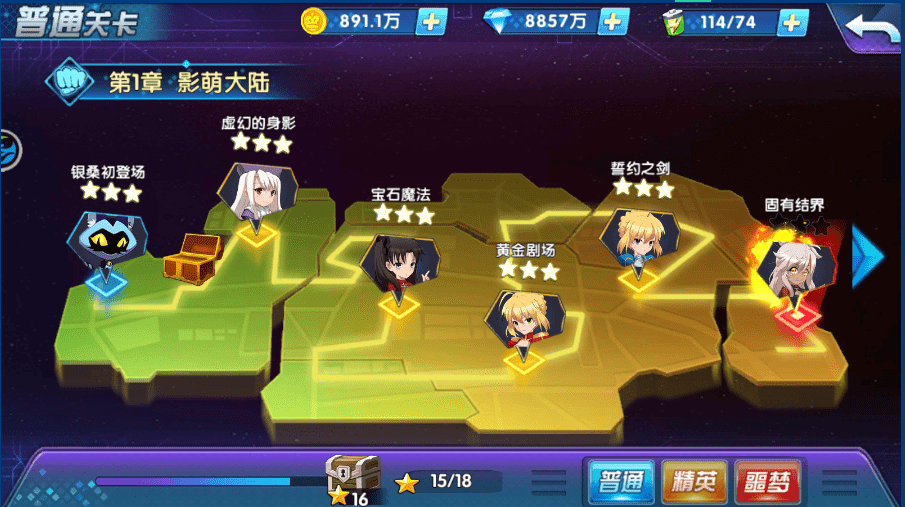 普通关卡
891.1万
8857万
114/74
第1章 影萌大陆
虚幻的身影
银桑初登场
宝石魔法
誓约之剑
固有结界
黄金剧场
16
15/18
普通
精英
噩梦